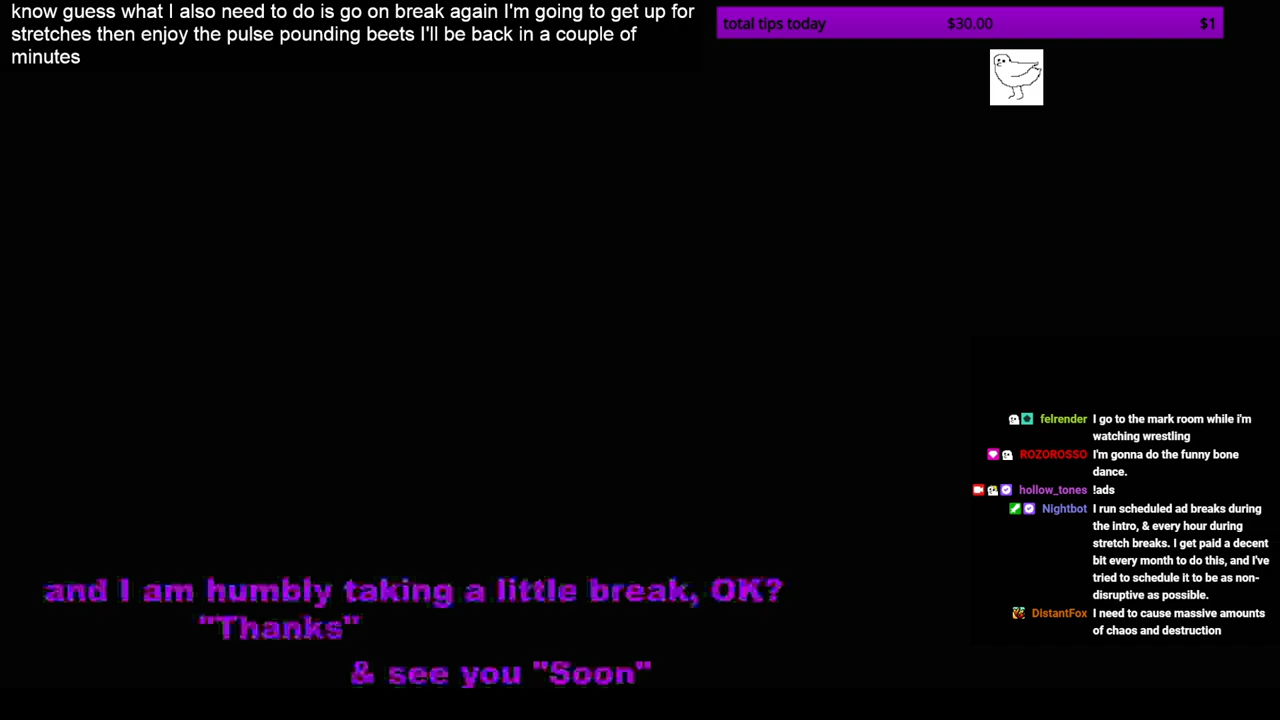 know guess what I also need to do is go on break again I'm going to get up for
stretches then enjoy the pulse pounding beets I'll be back in a couple of
minutes
total tips today $30.00 $1
felrender I go to the mark room while i'm
watching wrestling
ROZOROSSO I'm gonna do the funny bone
dance.
hollow_tones !ads
Nightbot I run scheduled ad breaks during
the intro, & every hour during
stretch breaks. I get paid a decent
bit every month to do this, and I've
tried to schedule it to be as non-
disruptive as possible.
DistantFox I need to cause massive amounts
of chaos and destruction
and I am humbly taking a little break, OK?
"Thanks"
& see you "Soon"